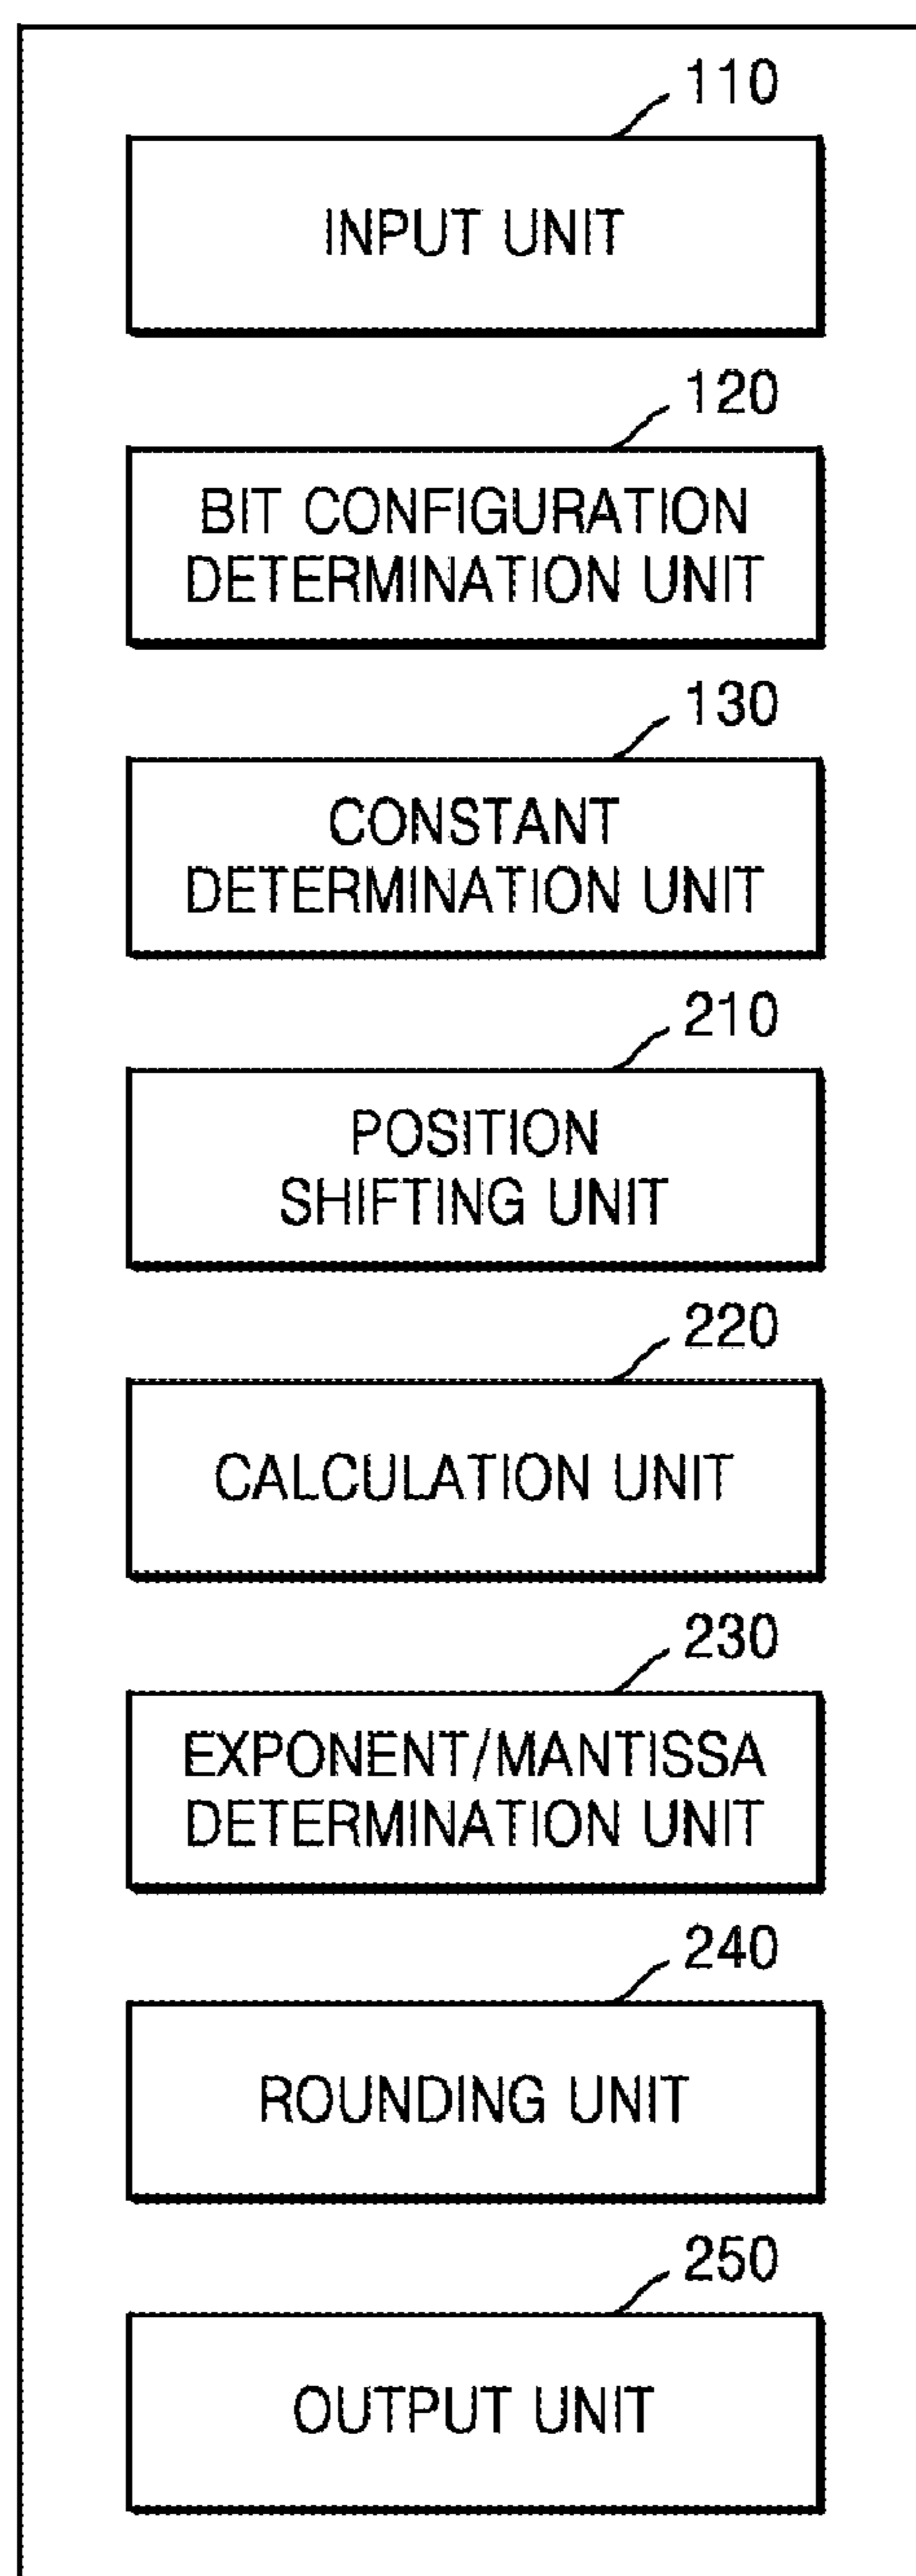 110
INPUT UNIT
120
BIT CONFIGURATION
DETERMINATION UNIT
130
CONSTANT
DETERMINATION UNIT
210
POSITION
SHIFTING UNIT
220
CALCULATION UNIT
230
EXPONENT/MANTISSA
DETERMINATION UNIT
240
ROUNDING UNIT
250
OUTPUT UNIT